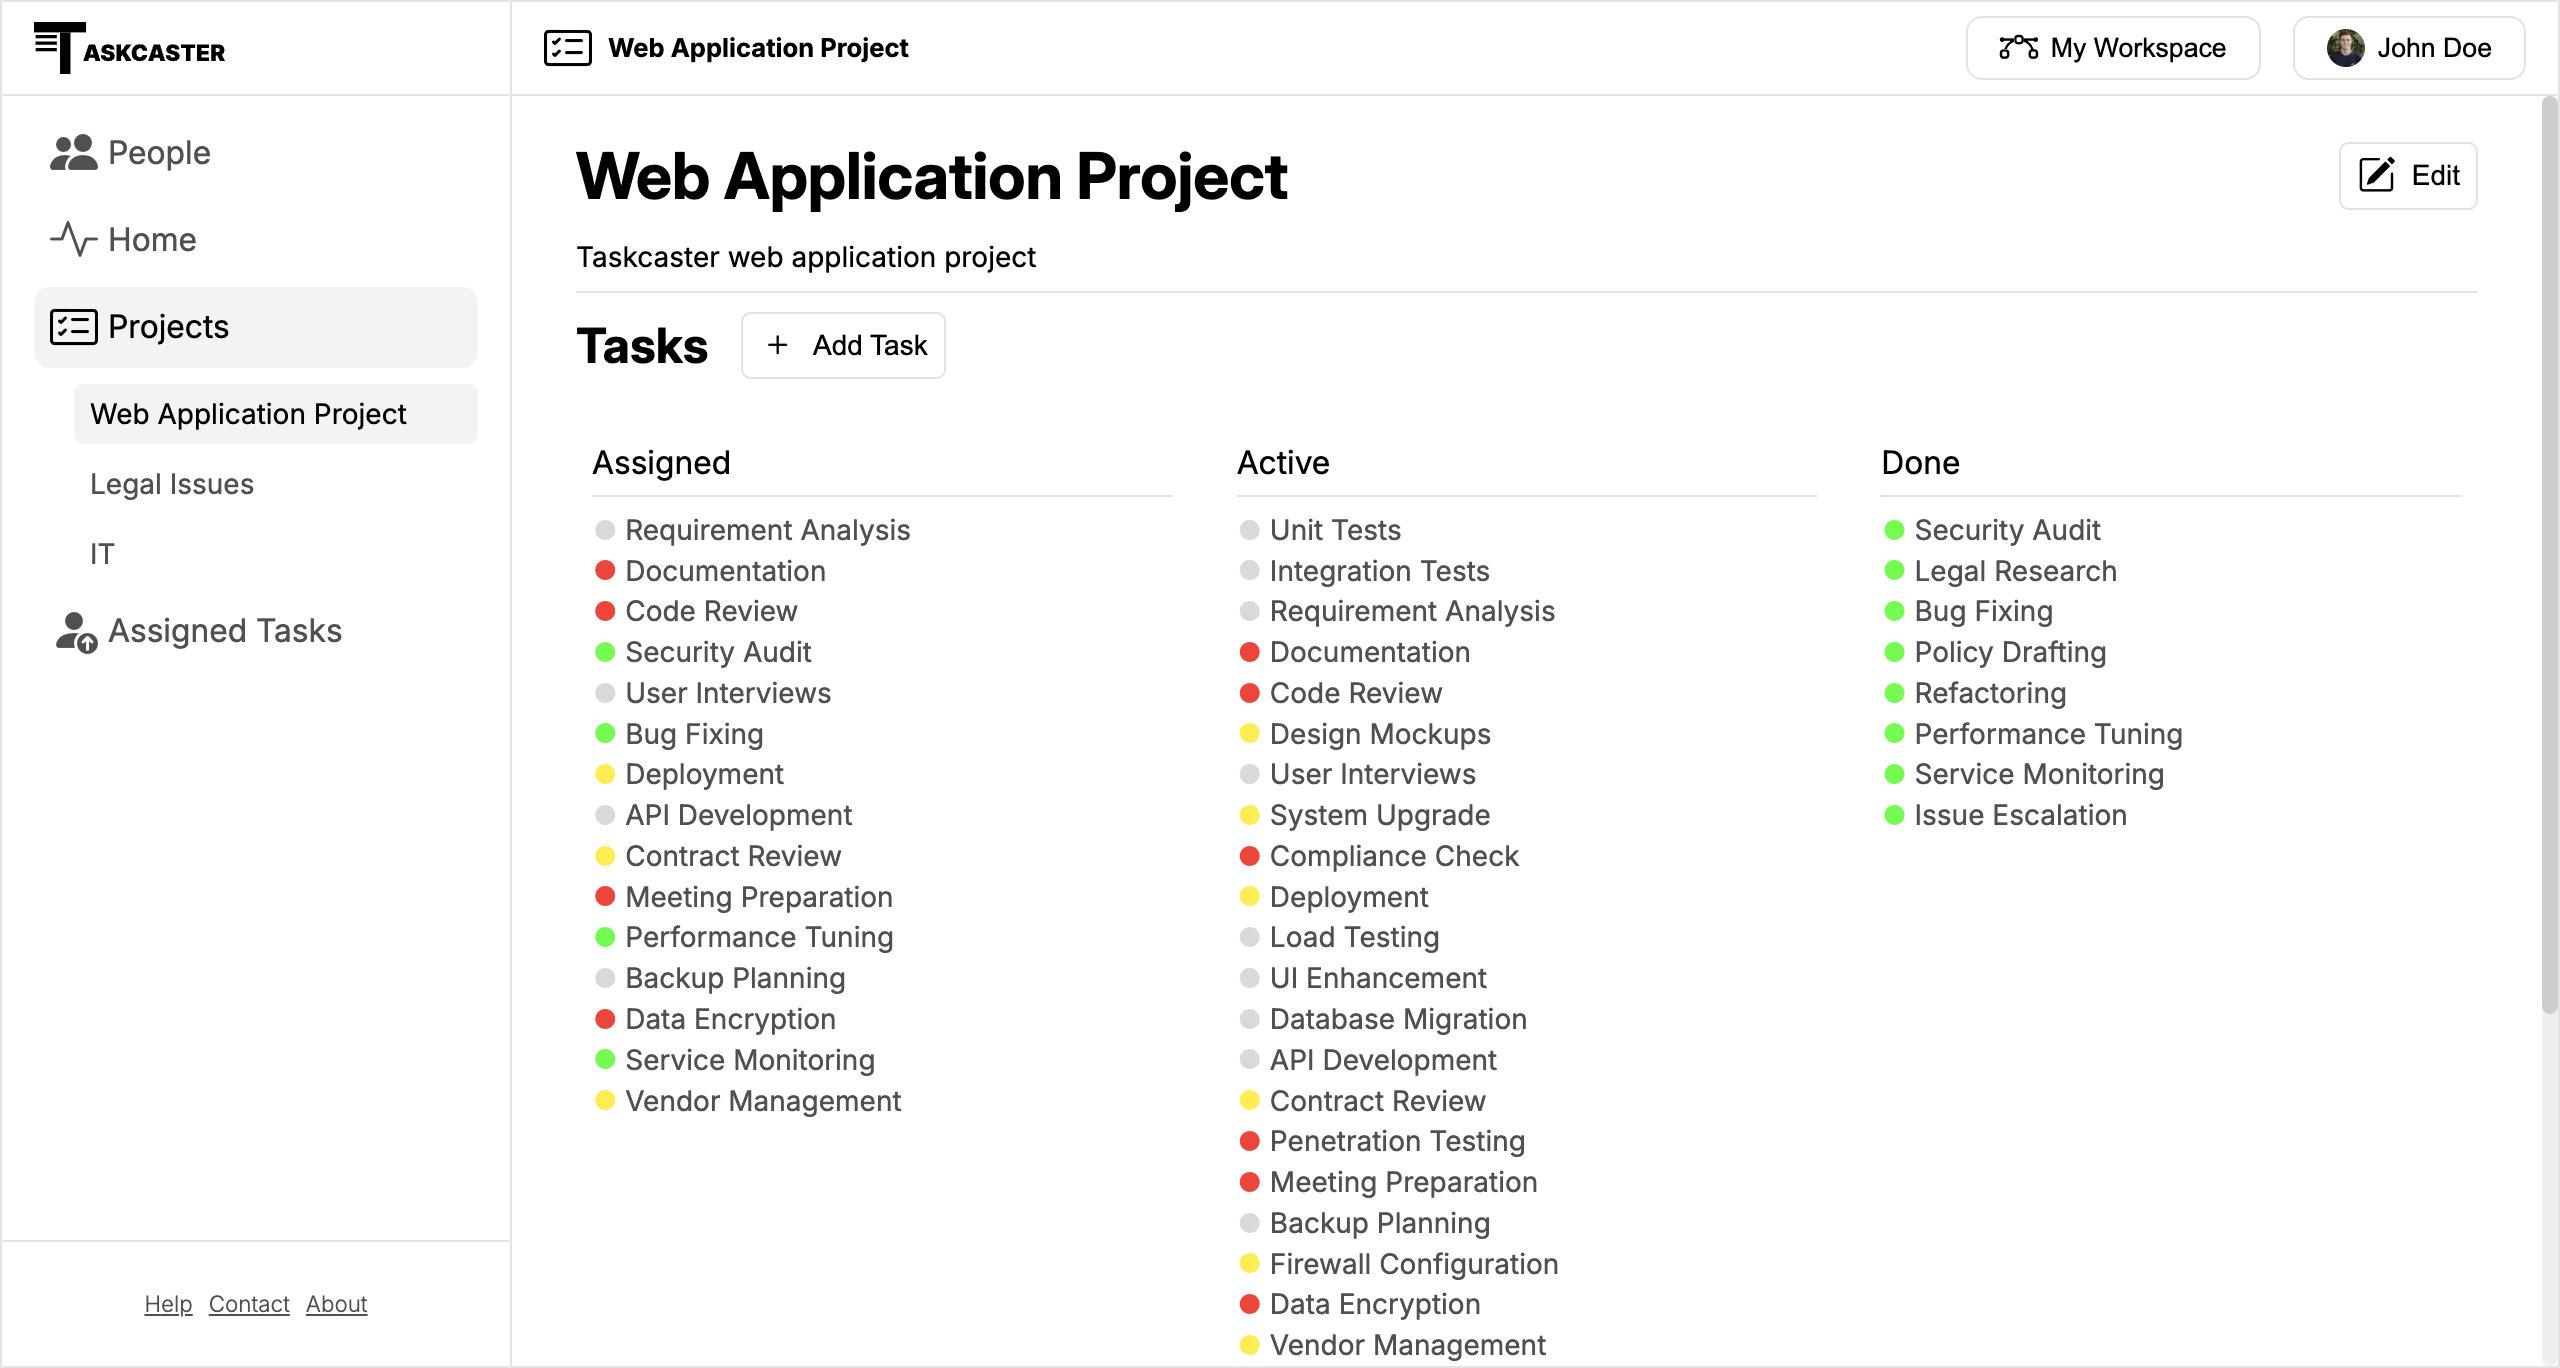 TASKCASTER
Web Application Project
My Workspace
John Doe
People
Home
Projects
Web Application Project
Legal Issues
IT
Assigned Tasks
Help Contact About
Web Application Project
Edit
Taskcaster web application project
Tasks
+ Add Task
Assigned
Requirement Analysis
Documentation
Code Review
Security Audit
User Interviews
Bug Fixing
Deployment
API Development
Contract Review
Meeting Preparation
Performance Tuning
Backup Planning
Data Encryption
Service Monitoring
Vendor Management
Active
Unit Tests
Integration Tests
Requirement Analysis
Documentation
Code Review
Design Mockups
User Interviews
System Upgrade
Compliance Check
Deployment
Load Testing
UI Enhancement
Database Migration
API Development
Contract Review
Penetration Testing
Meeting Preparation
Backup Planning
Firewall Configuration
Data Encryption
Vendor Management
Done
Security Audit
Legal Research
Bug Fixing
Policy Drafting
Refactoring
Performance Tuning
Service Monitoring
Issue Escalation